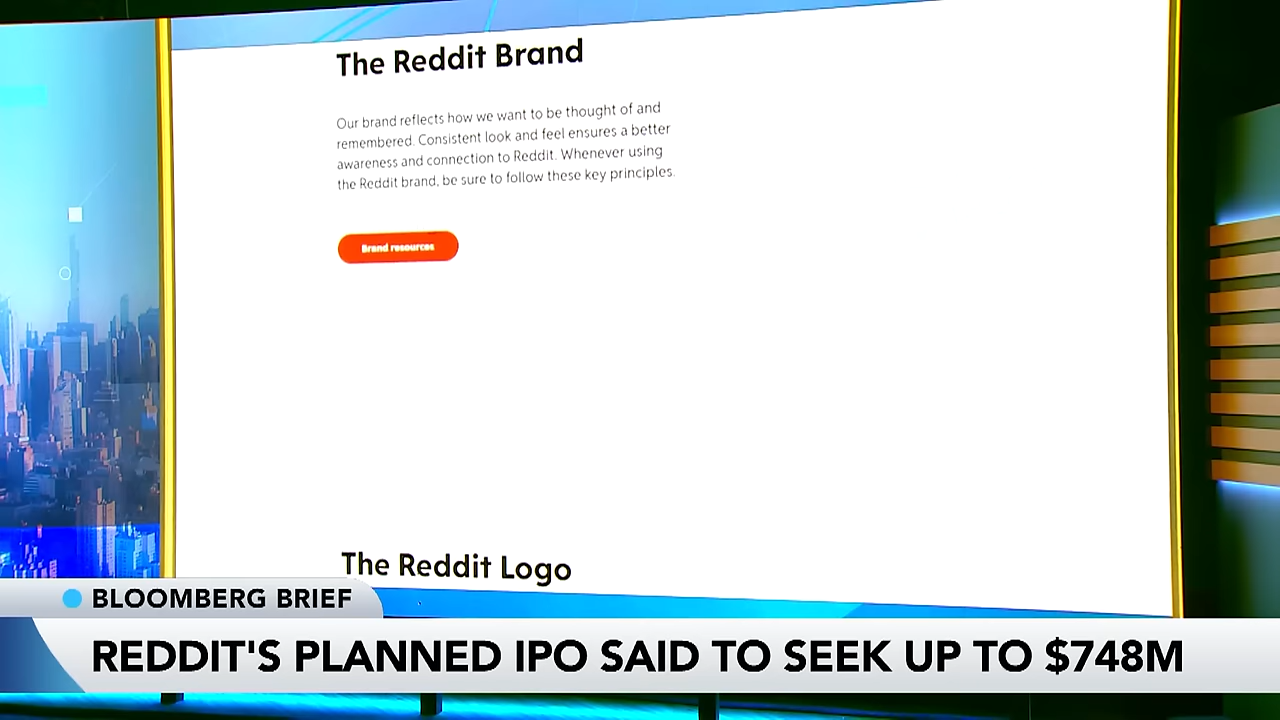 The Reddit Brand
Our brand reflects how we want to be thought of and
remembered. Consistent look and feel ensures a better
awareness and connection to Reddit. Whenever using
the Reddit brand, be sure to follow these key principles.
Brand resources
The Reddit Logo
BLOOMBERG BRIEF
REDDIT'S PLANNED IPO SAID TO SEEK UP TO $748M